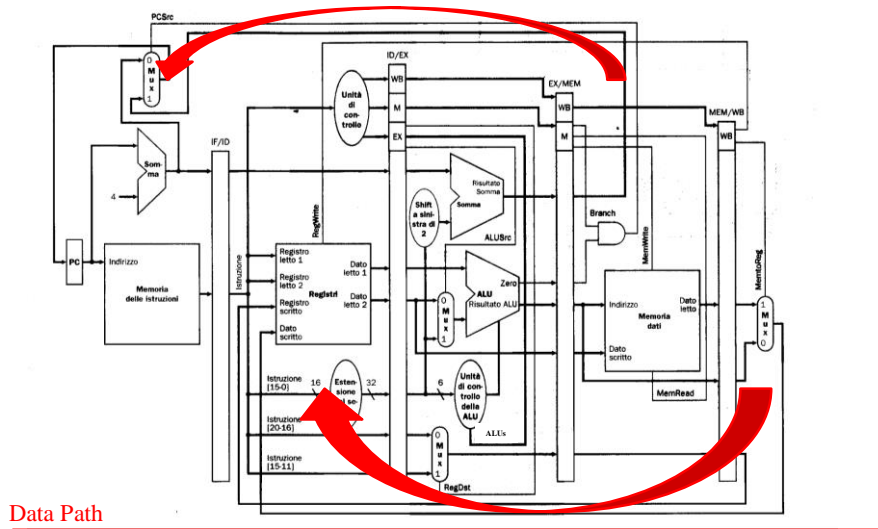 PCSrc
0
M
u
x
1
ID/EX
WB
M
EX
Unità
di
con-
trollo
EX/MEM
WB
M
MEM/WB
WB
IF/ID
Som-
ma
4
RegWrite
Shift
a sini-
stra di
2
Risultato
Somma
Somma
ALUSrc
Branch
MemWrite
MemtoReg
PC
Indirizzo
Memoria
delle istruzioni
Istruzione
Registro
letto 1
Registro
letto 2
Registro
scritto
Dato
scritto
Registri
Dato
letto 1
Dato
letto 2
0
M
u
x
1
Zero
ALU
Risultato ALU
Indirizzo
Dato
letto
Memoria
dati
Dato
scritto
MemRead
1
M
u
x
0
Istruzione
[15-0]
16
Esten-
sione
se-
32
6
Unità
di controllo
della
ALU
ALUs
Istruzione
[20-16]
Istruzione
[15-11]
0
M
u
x
1
RegDst
Data Path